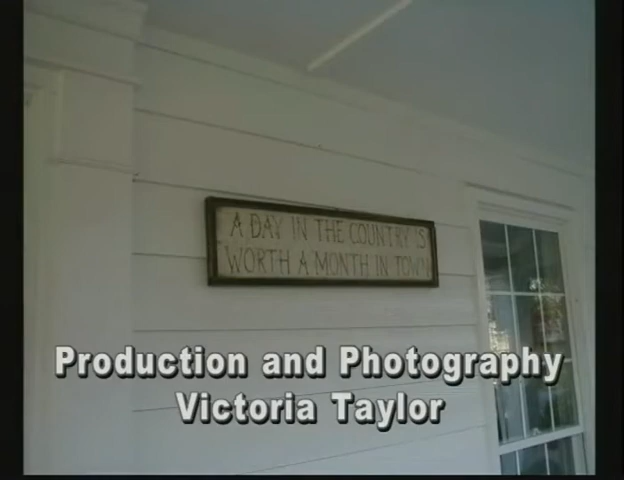 A DAY IN THE COUNTRY IS
WORTH A MONTH IN TOWN
Production and Photography
Victoria Taylor